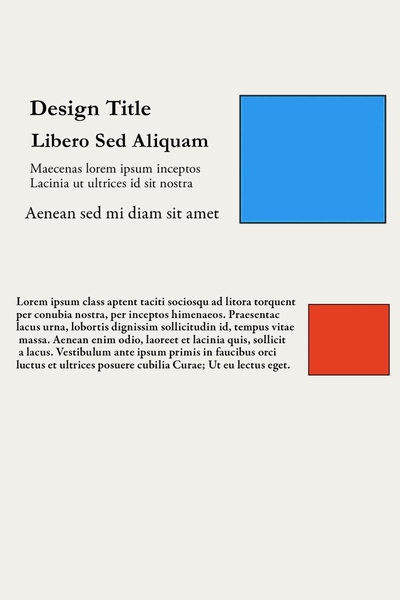 Design Title
Libero Sed Aliquam
Maecenas lorem ipsum inceptos
Lacinia ut ultrices id sit nostra
Aenean sed mi diam sit amet
Lorem ipsum class aptent taciti sociosqu ad litora torquent
per conubia nostra, per inceptos himenaeos. Praesentac
lacus urna, lobortis dignissim sollicitudin id, tempus vitae
massa. Aenean enim odio, laoreet et lacinia quis, sollicit
a lacus. Vestibulum ante ipsum primis in faucibus orci
luctus et ultrices posuere cubilia Curae; Ut eu lectus eget.